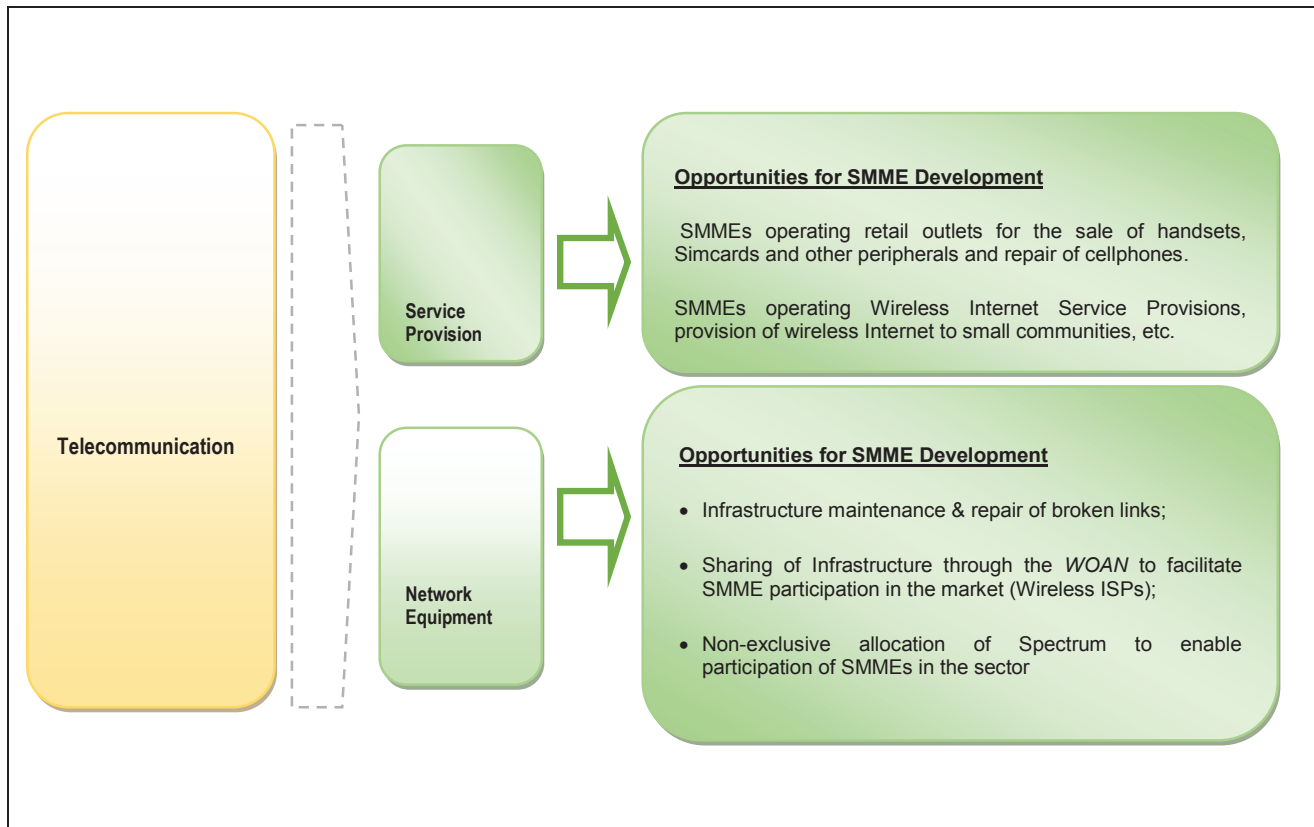 Telecommunication
Service
Provision
Opportunities for SMME Development
SMMEs operating retail outlets for the sale of handsets,
Simcards and other peripherals and repair of cellphones.
SMMEs operating Wireless Internet Service Provisions,
provision of wireless Internet to small communities, etc.
Network
Equipment
Opportunities for SMME Development
• Infrastructure maintenance & repair of broken links;
• Sharing of Infrastructure through the WOAN to facilitate
SMME participation in the market (Wireless ISPs);
• Non-exclusive allocation of Spectrum to enable
participation of SMMEs in the sector